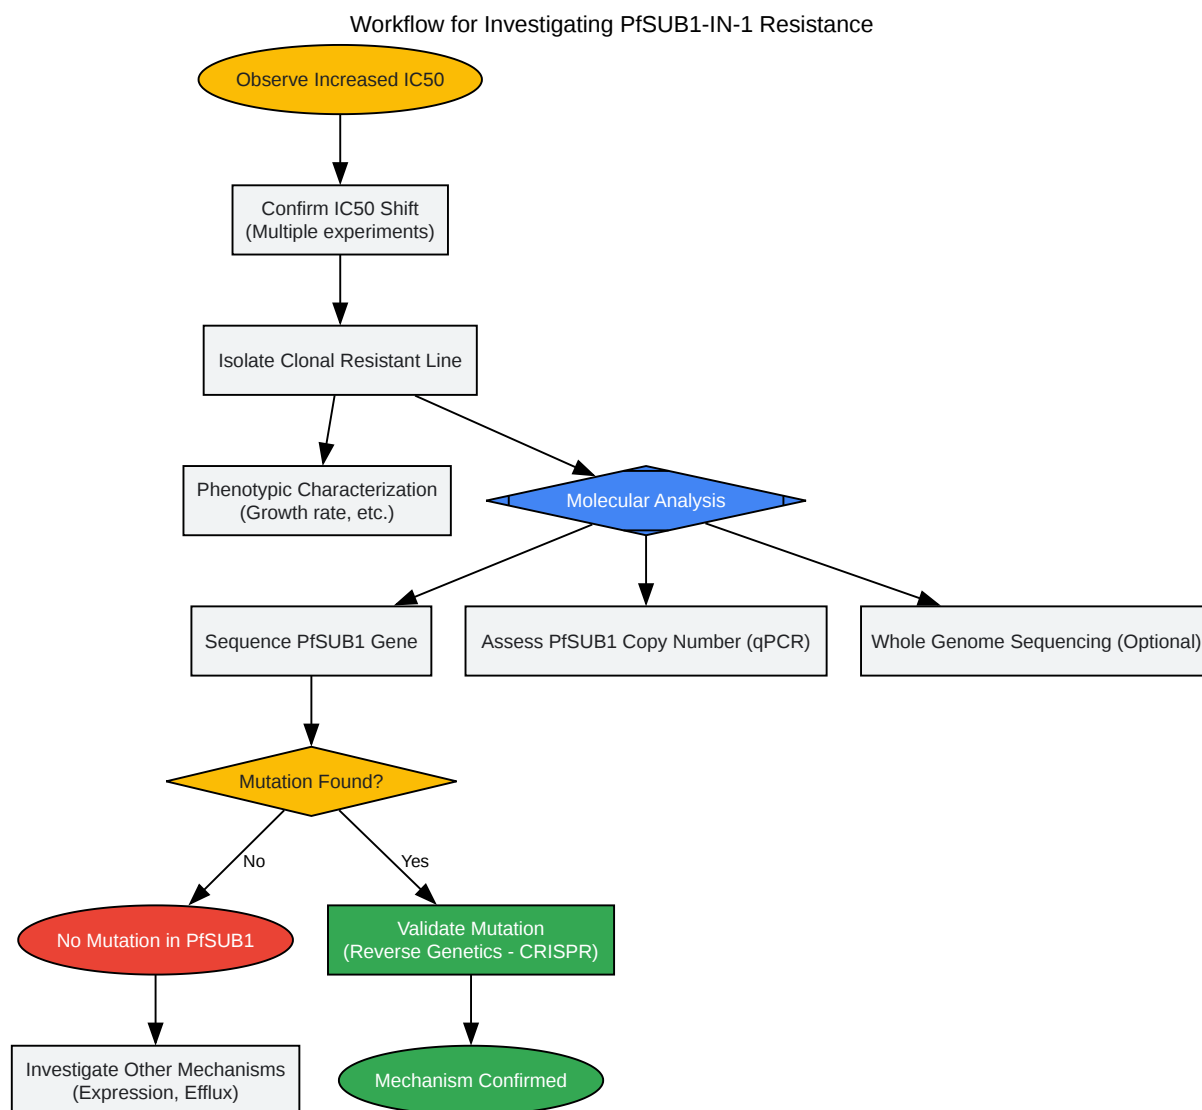 Workflow for Investigating PfSUB1-IN-1 Resistance
Observe Increased IC50
Confirm IC50 Shift
(Multiple experiments)
Isolate Clonal Resistant Line
Phenotypic Characterization
(Growth rate, etc.)
Molecular Analysis
Sequence PfSUB1 Gene
Assess PfSUB1 Copy Number (qPCR)
Whole Genome Sequencing (Optional)
Mutation Found?
No
Yes
No Mutation in PfSUB1
Validate Mutation
(Reverse Genetics - CRISPR)
Investigate Other Mechanisms
(Expression, Efflux)
Mechanism Confirmed